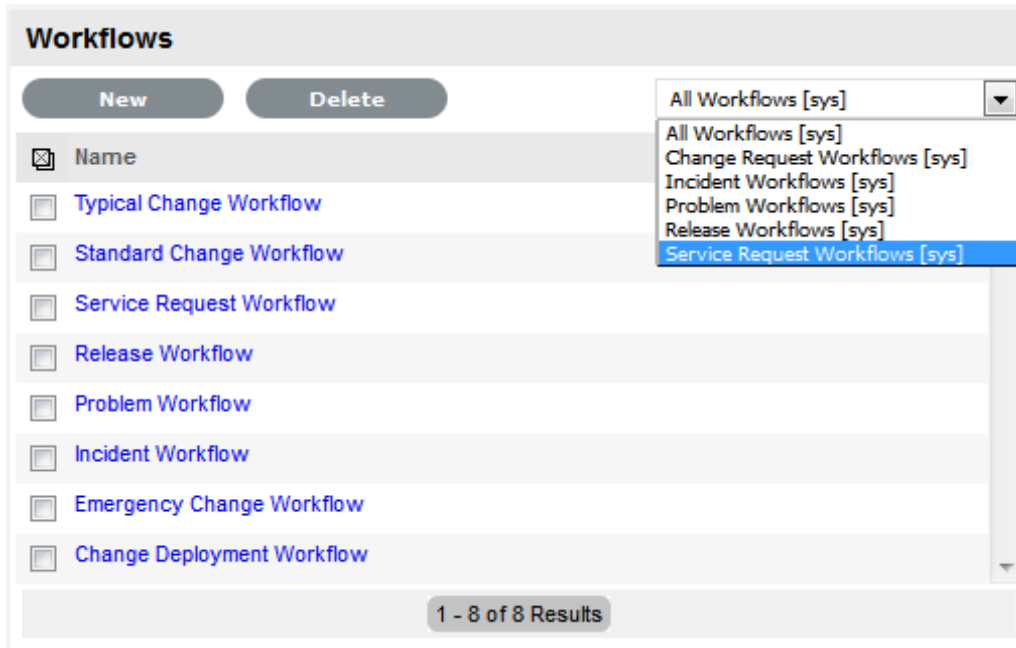 Workflows
New
Delete
All Workflows [sys]
All Workflows [sys]
Change Request Workflows [sys]
Incident Workflows [sys]
Problem Workflows [sys]
Release Workflows [sys]
Service Request Workflows [sys]
Name
Typical Change Workflow
Standard Change Workflow
Service Request Workflow
Release Workflow
Problem Workflow
Incident Workflow
Emergency Change Workflow
Change Deployment Workflow
1 - 8 of 8 Results